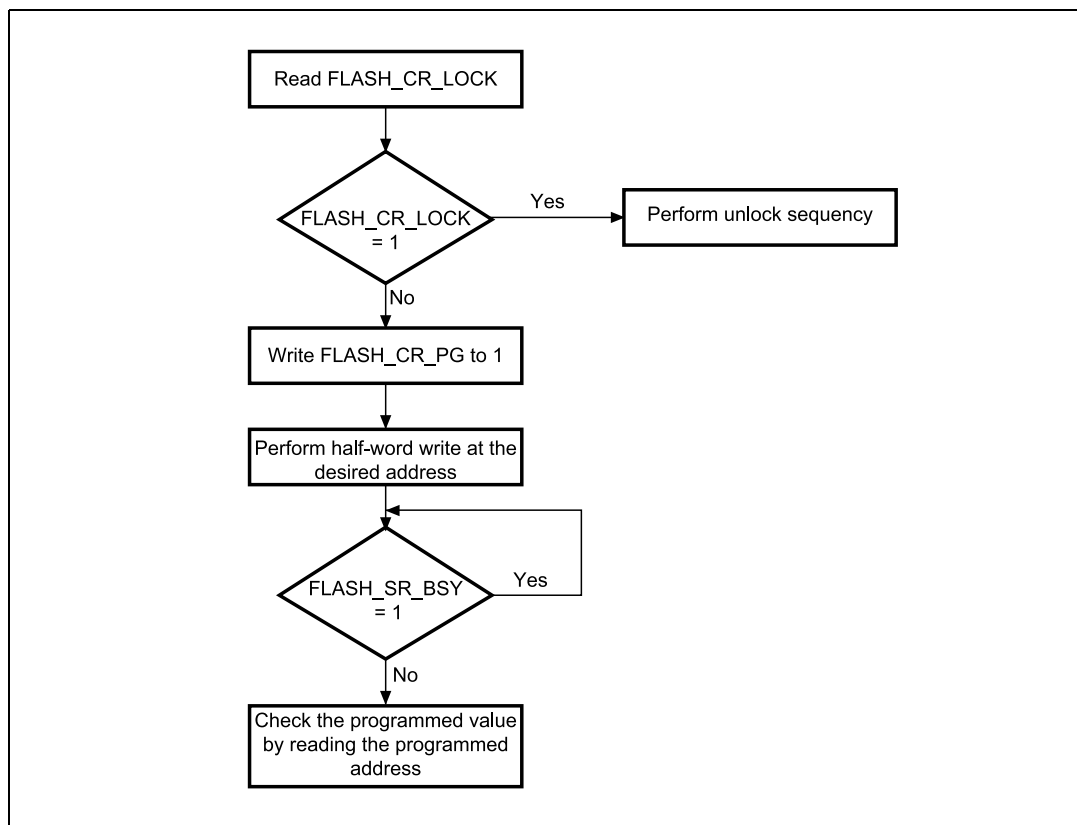 Read FLASH_CR_LOCK
FLASH_CR_LOCK
= 1
Yes
Perform unlock sequency
No
Write FLASH_CR_PG to 1
Perform half-word write at the
desired address
FLASH_SR_BSY
= 1
Yes
No
Check the programmed value
by reading the programmed
address